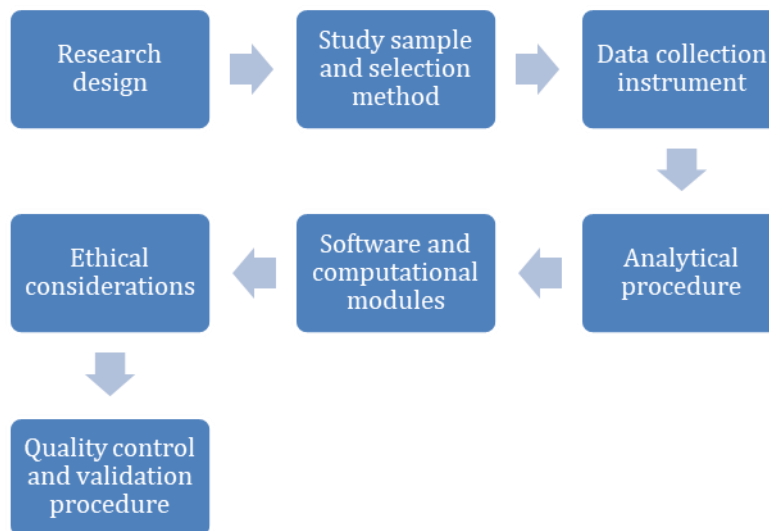 Research
design
Study sample
and selection
method
Data collection
instrument
Analytical
procedure
Software and
computational
modules
Ethical
considerations
Quality control
and validation
procedure